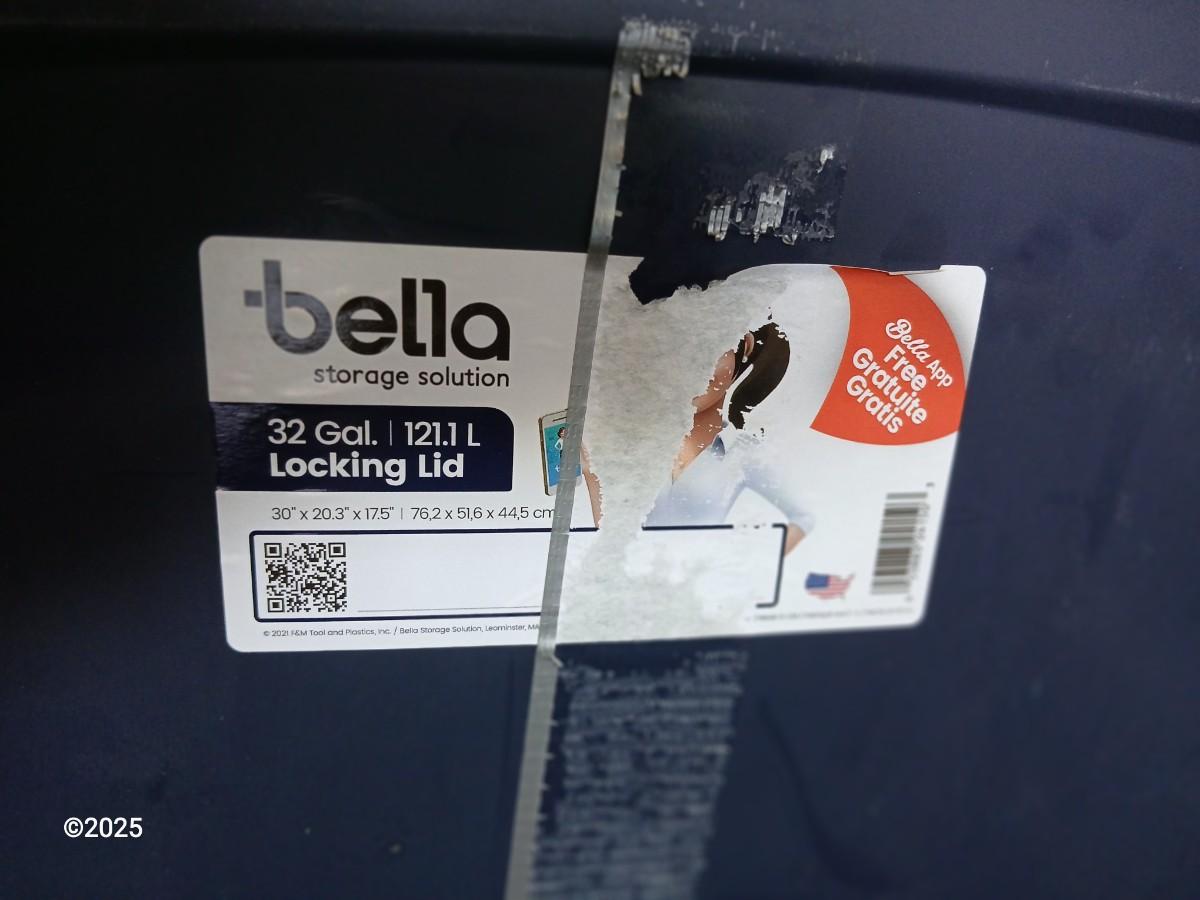 bella
storage solution
32 Gal. | 121.1 L
Locking Lid
30" x 20.3" x 17.5" | 76,2 x 51,6 x 44,5 cm
© 2021 F&M Tool and Plastics, Inc. / Bella Storage Solution, Leominster, MA
Bella App
Free
Gratuite
Gratis
©2025